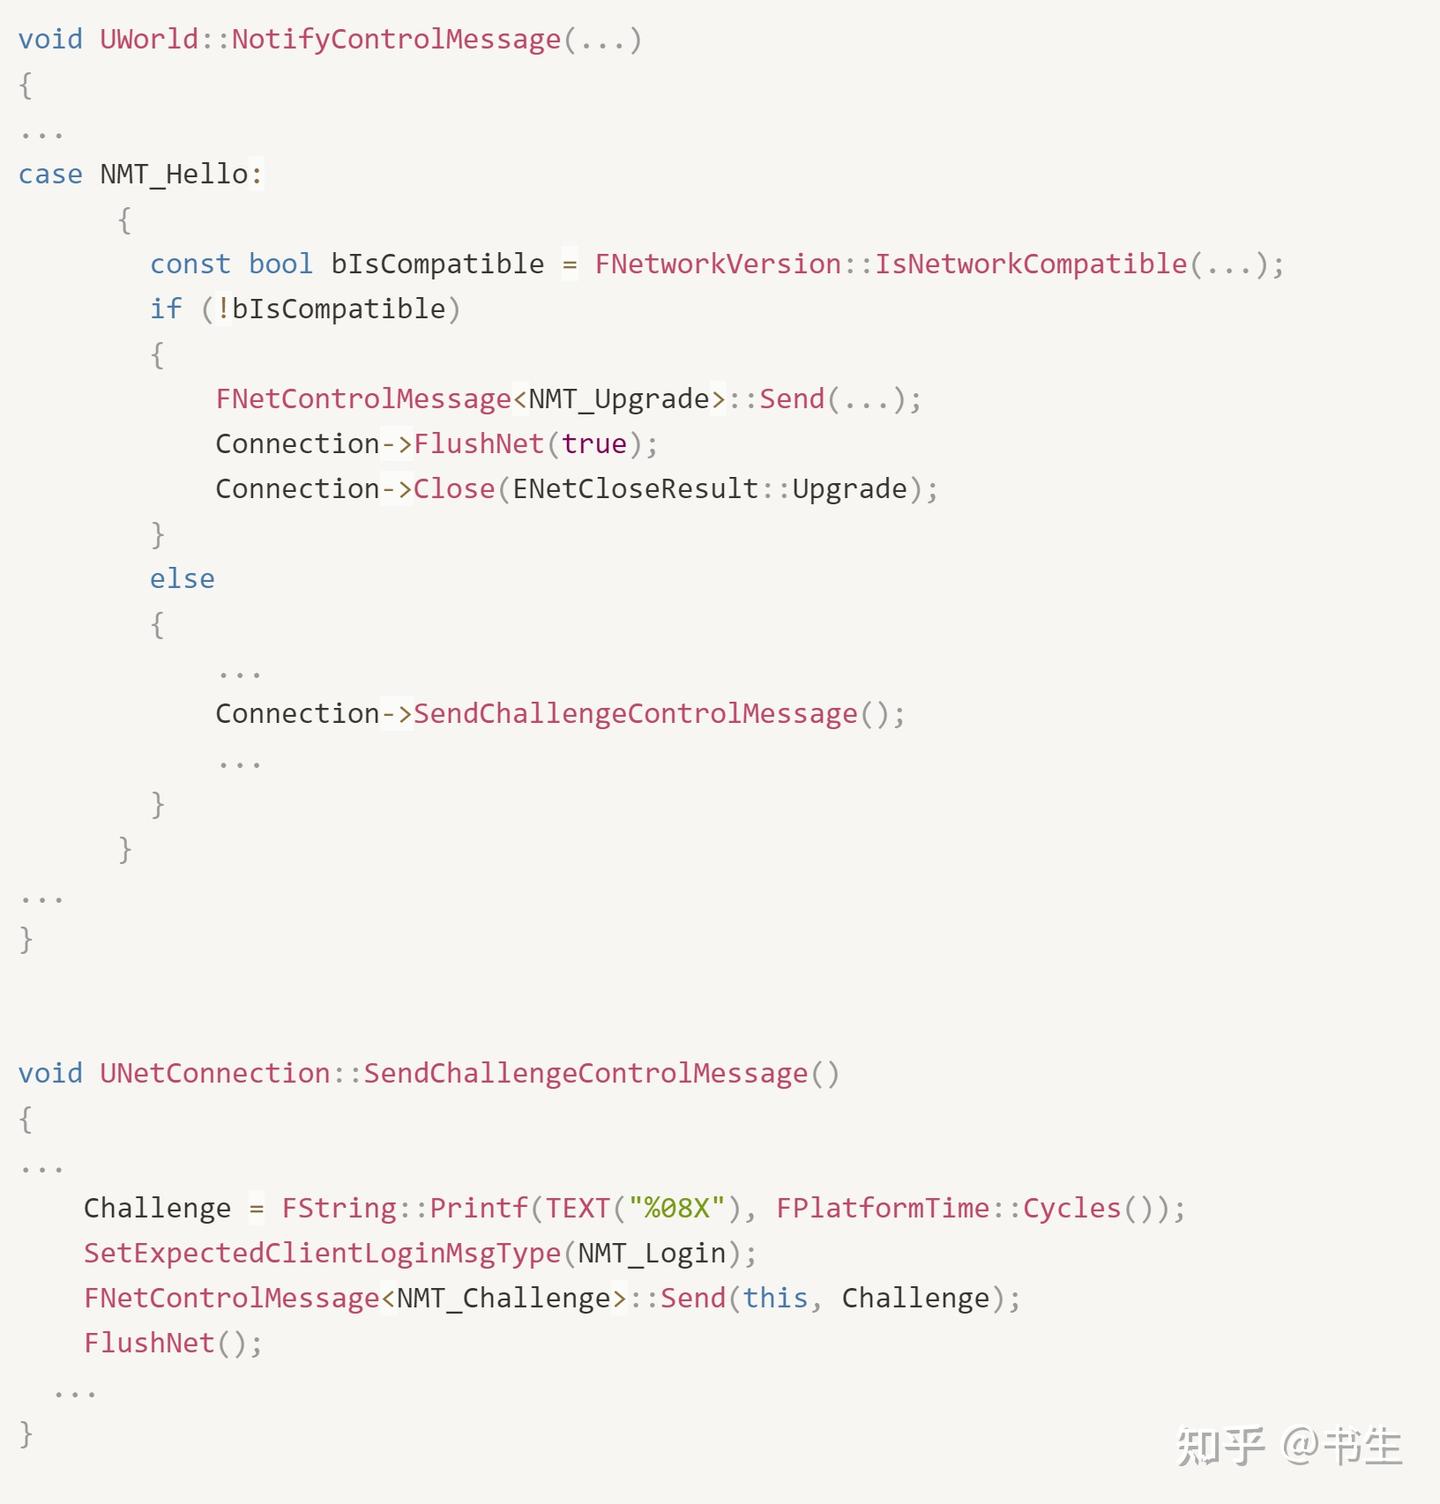 void UWorld::NotifyControlMessage(...)
{
...
case NMT_Hello:
      {
        const bool bIsCompatible = FNetworkVersion::IsNetworkCompatible(...);
        if (!bIsCompatible)
        {
            FNetControlMessage<NMT_Upgrade>::Send(...);
            Connection->FlushNet(true);
            Connection->Close(ENetCloseResult::Upgrade);
        }
        else
        {
            ...
            Connection->SendChallengeControlMessage();
            ...
        }
      }
...
}
void UNetConnection::SendChallengeControlMessage()
{
...
    Challenge = FString::Printf(TEXT("%08X"), FPlatformTime::Cycles());
    SetExpectedClientLoginMsgType(NMT_Login);
    FNetControlMessage<NMT_Challenge>::Send(this, Challenge);
    FlushNet();
  ...
}
知乎 @书生